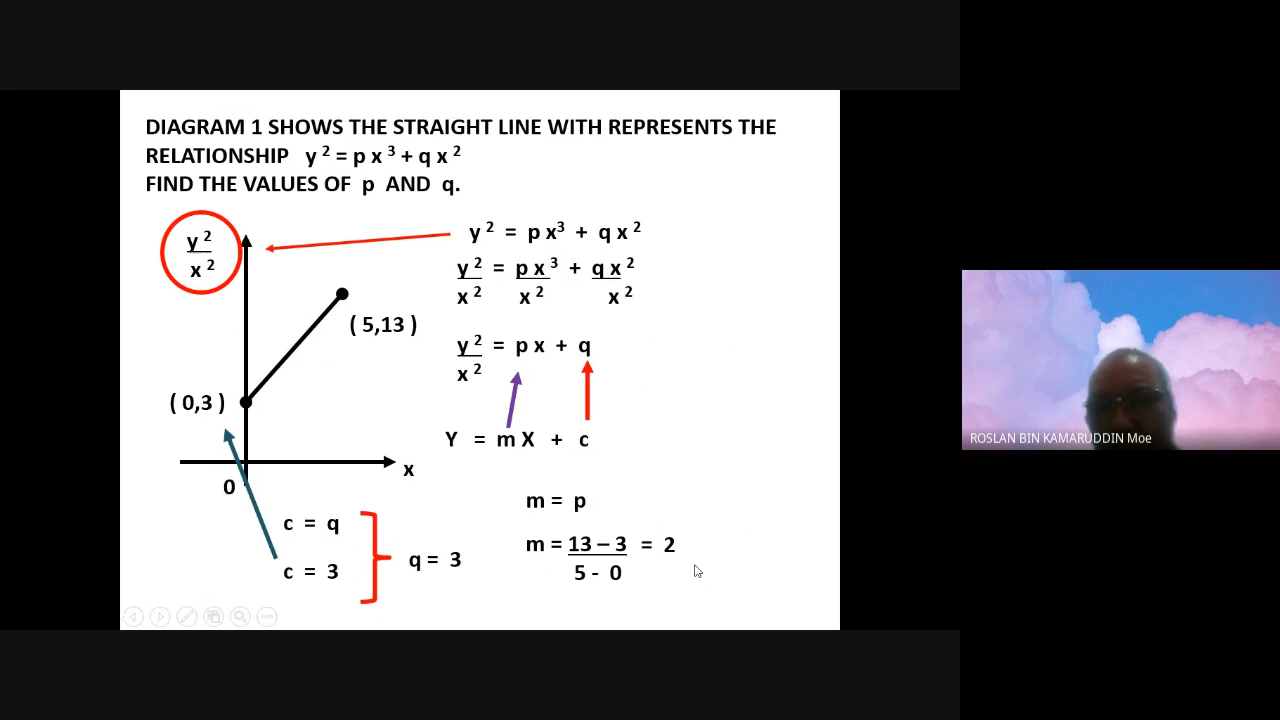 DIAGRAM 1 SHOWS THE STRAIGHT LINE WITH REPRESENTS THE
RELATIONSHIP y 2 = p x 3 + q x 2
FIND THE VALUES OF p AND q.
y 2
x 2
( 5,13 )
( 0,3 )
x
0
c = q
c = 3
q = 3
y 2 = p x3 + q x 2
y 2 = p x 3 + q x 2
x 2 x 2 x 2
y 2 = p x + q
x 2
Y = m X + c
m = p
m = 13 – 3 = 2
5 - 0
ROSLAN BIN KAMARUDDIN Moe